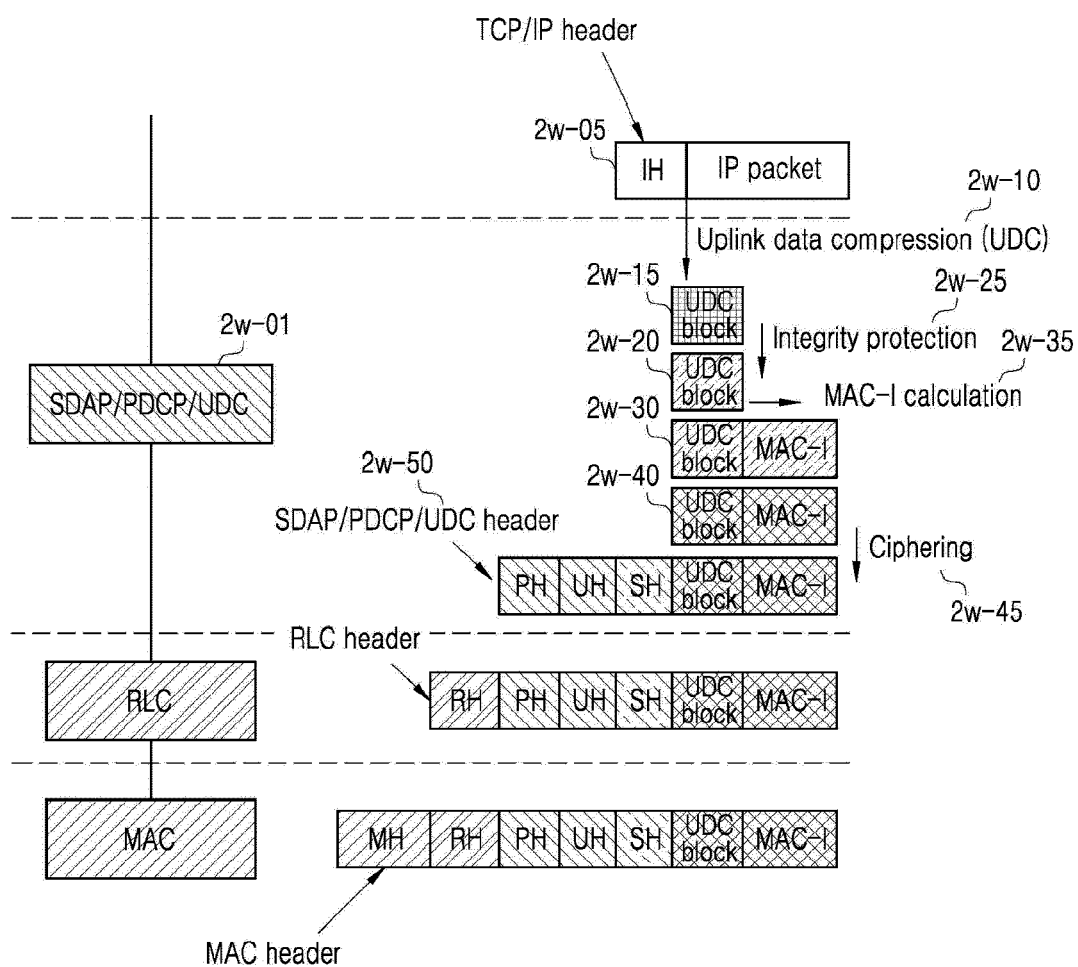 TCP/IP header
2w-05
IH
IP packet
2w-10
Uplink data compression (UDC)
2w-15
UDC
block
2w-25
Integrity protection
2w-01
2w-20
UDC
block
2w-35
MAC-I calculation
SDAP/PDCP/UDC
2w-30
UDC
block
MAC-I
2w-50
2w-40
UDC
block
MAC-I
SDAP/PDCP/UDC header
Ciphering
PH
UH
SH
UDC
block
MAC-I
2w-45
RLC header
RLC
RH
PH
UH
SH
UDC
block
MAC-I
MAC
MH
RH
PH
UH
SH
UDC
block
MAC-I
MAC header